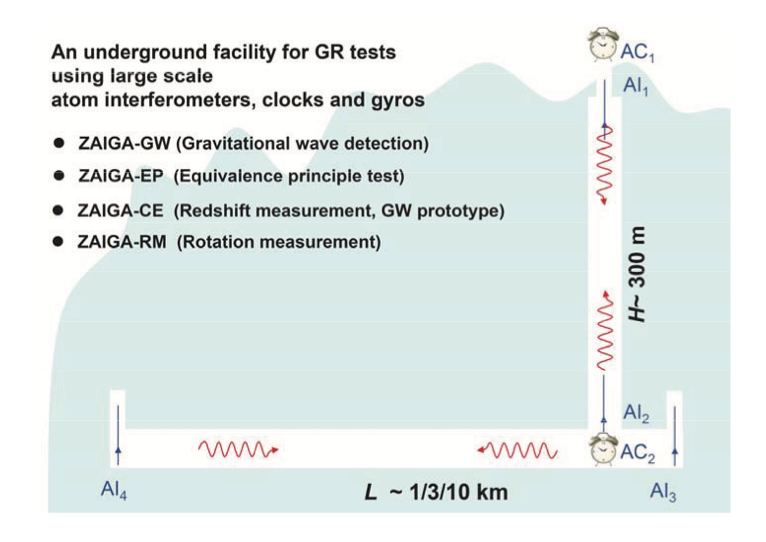 An underground facility for GR tests
using large scale
atom interferometers, clocks and gyros
● ZAIGA-GW (Gravitational wave detection)
● ZAIGA-EP (Equivalence principle test)
● ZAIGA-CE (Redshift measurement, GW prototype)
● ZAIGA-RM (Rotation measurement)
AC₁
AI₁
H~ 300 m
AI₂
AC₂
AI₄
L ~ 1/3/10 km
AI₃